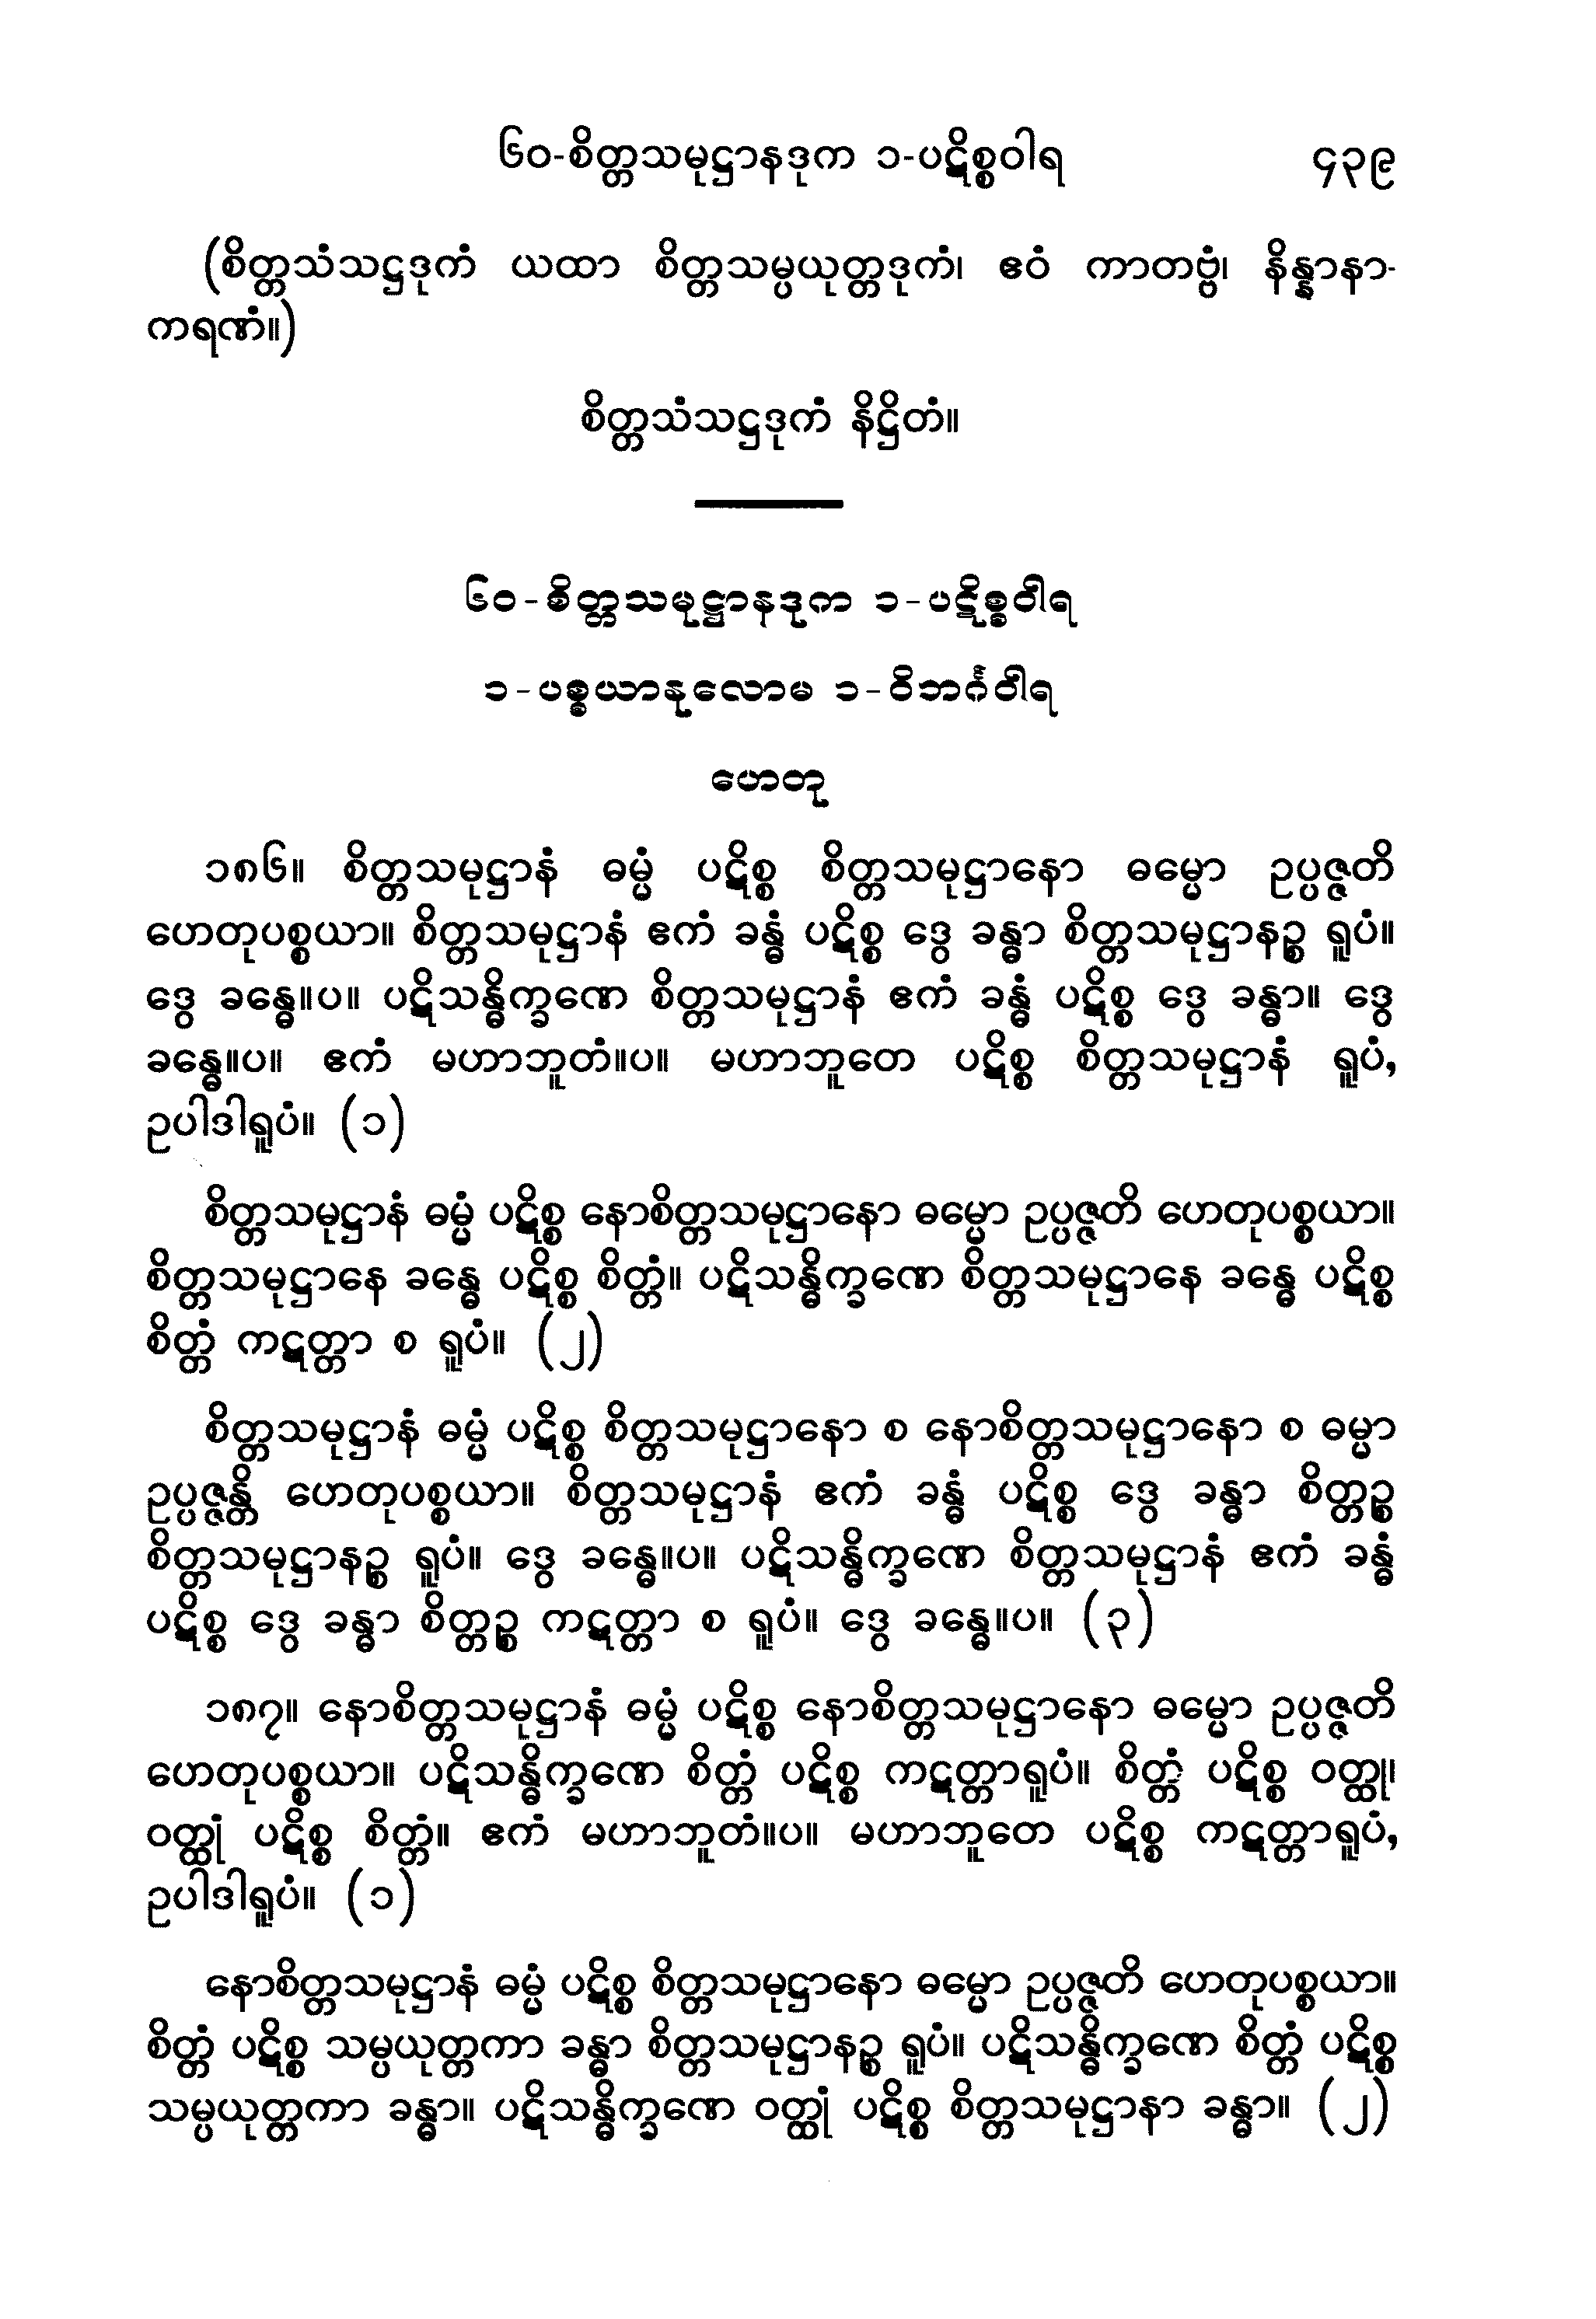 ၆၀-စိတ္တသမုဋ္ဌာနဒုက ၁-ပဋိစ္စဝါရ ၄၃၉
(စိတ္တသံသဋ္ဌဒုကံ ယထာ စိတ္တသမ္ပယုတ္တဒုကံ၊ ဧဝံ ကာတဗ္ဗံ၊ နိန္နာနာ-
ကရဏံ။)
စိတ္တသံသဋ္ဌဒုကံ နိဋ္ဌိတံ။
၆၀-စိတ္တသမုဋ္ဌာနဒုက ၁-ပဋိစ္စဝါရ
၁-ပစ္စယာနုလောမ ၁-ဝိဘင်္ဂဝါရ
ဟေတု
၁၈၆။ စိတ္တသမုဋ္ဌာနံ ဓမ္မံ ပဋိစ္စ စိတ္တသမုဋ္ဌာနော ဓမ္မော ဥပ္ပဇ္ဇတိ
ဟေတုပစ္စယာ။ စိတ္တသမုဋ္ဌာနံ ဧကံ ခန္ဓံ ပဋိစ္စ ဒွေ ခန္ဓာ စိတ္တသမုဋ္ဌာနဉ္စ ရူပံ။
ဒွေ ခန္ဓေ။ပ။ ပဋိသန္ဓိက္ခဏေ စိတ္တသမုဋ္ဌာနံ ဧကံ ခန္ဓံ ပဋိစ္စ ဒွေ ခန္ဓာ။ ဒွေ
ခန္ဓေ။ပ။ ဧကံ မဟာဘူတံ။ပ။ မဟာဘူတေ ပဋိစ္စ စိတ္တသမုဋ္ဌာနံ ရူပံ,
ဥပါဒါရူပံ။ (၁)
စိတ္တသမုဋ္ဌာနံ ဓမ္မံ ပဋိစ္စ နောစိတ္တသမုဋ္ဌာနော ဓမ္မော ဥပ္ပဇ္ဇတိ ဟေတုပစ္စယာ။
စိတ္တသမုဋ္ဌာနေ ခန္ဓေ ပဋိစ္စ စိတ္တံ။ ပဋိသန္ဓိက္ခဏေ စိတ္တသမုဋ္ဌာနေ ခန္ဓေ ပဋိစ္စ
စိတ္တံ ကဋတ္တာ စ ရူပံ။ (၂)
စိတ္တသမုဋ္ဌာနံ ဓမ္မံ ပဋိစ္စ စိတ္တသမုဋ္ဌာနော စ နောစိတ္တသမုဋ္ဌာနော စ ဓမ္မာ
ဥပ္ပဇ္ဇန္တိ ဟေတုပစ္စယာ။ စိတ္တသမုဋ္ဌာနံ ဧကံ ခန္ဓံ ပဋိစ္စ ဒွေ ခန္ဓာ စိတ္တဉ္စ
စိတ္တသမုဋ္ဌာနဉ္စ ရူပံ။ ဒွေ ခန္ဓေ။ပ။ ပဋိသန္ဓိက္ခဏေ စိတ္တသမုဋ္ဌာနံ ဧကံ ခန္ဓံ
ပဋိစ္စ ဒွေ ခန္ဓာ စိတ္တဉ္စ ကဋတ္တာ စ ရူပံ။ ဒွေ ခန္ဓေ။ပ။ (၃)
၁၈၇။ နောစိတ္တသမုဋ္ဌာနံ ဓမ္မံ ပဋိစ္စ နောစိတ္တသမုဋ္ဌာနော ဓမ္မော ဥပ္ပဇ္ဇတိ
ဟေတုပစ္စယာ။ ပဋိသန္ဓိက္ခဏေ စိတ္တံ ပဋိစ္စ ကဋတ္တာရူပံ။ စိတ္တံ ပဋိစ္စ ဝတ္ထု၊
ဝတ္ထုံ ပဋိစ္စ စိတ္တံ။ ဧကံ မဟာဘူတံ။ပ။ မဟာဘူတေ ပဋိစ္စ ကဋတ္တာရူပံ,
ဥပါဒါရူပံ။ (၁)
နောစိတ္တသမုဋ္ဌာနံ ဓမ္မံ ပဋိစ္စ စိတ္တသမုဋ္ဌာနော ဓမ္မော ဥပ္ပဇ္ဇတိ ဟေတုပစ္စယာ။
စိတ္တံ ပဋိစ္စ သမ္ပယုတ္တကာ ခန္ဓာ စိတ္တသမုဋ္ဌာနဉ္စ ရူပံ။ ပဋိသန္ဓိက္ခဏေ စိတ္တံ ပဋိစ္စ
သမ္ပယုတ္တကာ ခန္ဓာ။ ပဋိသန္ဓိက္ခဏေ ဝတ္ထုံ ပဋိစ္စ စိတ္တသမုဋ္ဌာနာ ခန္ဓာ။ (၂)